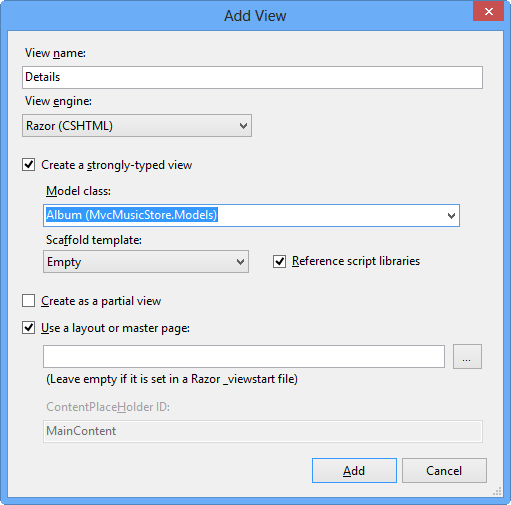 Add View
View name:
Details
View engine:
Razor (CSHTML)
Create a strongly-typed view
Model class:
Album (MvcMusicStore.Models)
Scaffold template:
Empty
Reference script libraries
Create as a partial view
Use a layout or master page:
...
(Leave empty if it is set in a Razor _viewstart file)
ContentPlaceHolder ID:
MainContent
Add
Cancel